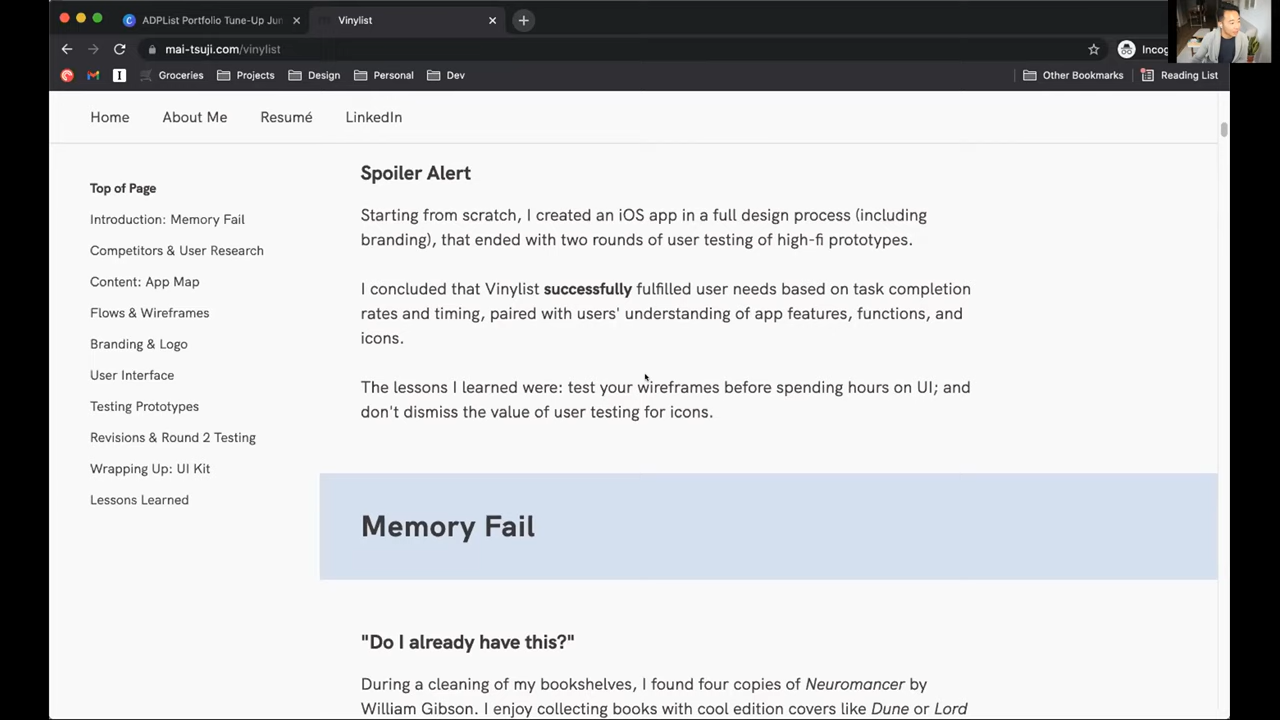 ADPList Portfolio Tune-Up Jun
Vinylist
mai-tsuji.com/vinylist
Incog
Groceries
Projects
Design
Personal
Dev
Other Bookmarks
Reading List
Home
About Me
Resumé
LinkedIn
Top of Page
Introduction: Memory Fail
Competitors & User Research
Content: App Map
Flows & Wireframes
Branding & Logo
User Interface
Testing Prototypes
Revisions & Round 2 Testing
Wrapping Up: UI Kit
Lessons Learned
Spoiler Alert
Starting from scratch, I created an iOS app in a full design process (including
branding), that ended with two rounds of user testing of high-fi prototypes.
I concluded that Vinylist successfully fulfilled user needs based on task completion
rates and timing, paired with users' understanding of app features, functions, and
icons.
The lessons I learned were: test your wireframes before spending hours on UI; and
don't dismiss the value of user testing for icons.
Memory Fail
"Do I already have this?"
During a cleaning of my bookshelves, I found four copies of Neuromancer by
William Gibson. I enjoy collecting books with cool edition covers like Dune or Lord